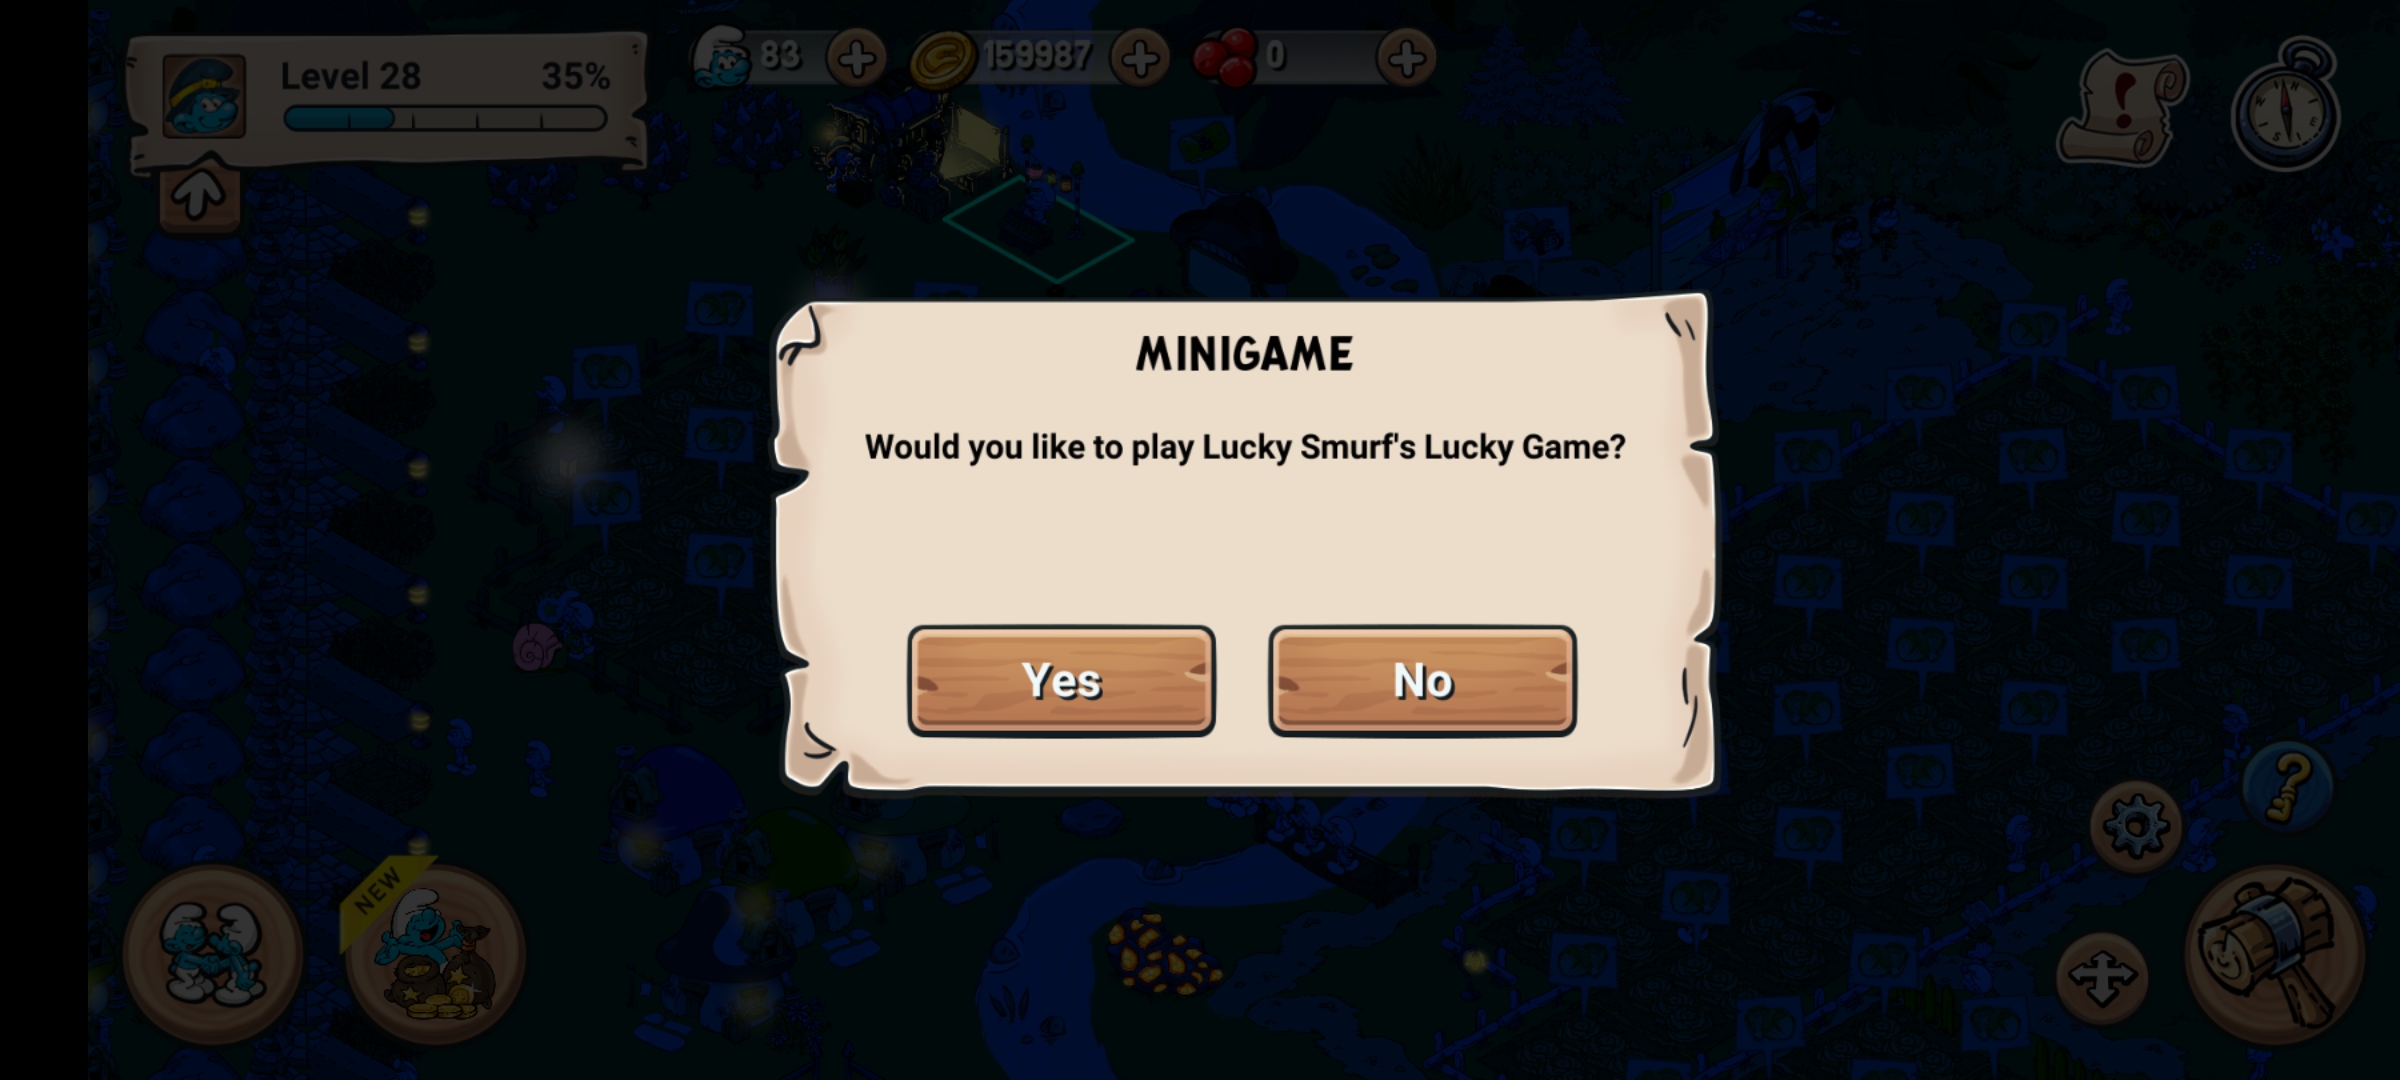 Level 28 35%
83
159987
0
MINIGAME
Would you like to play Lucky Smurf's Lucky Game?
Yes
No
NEW